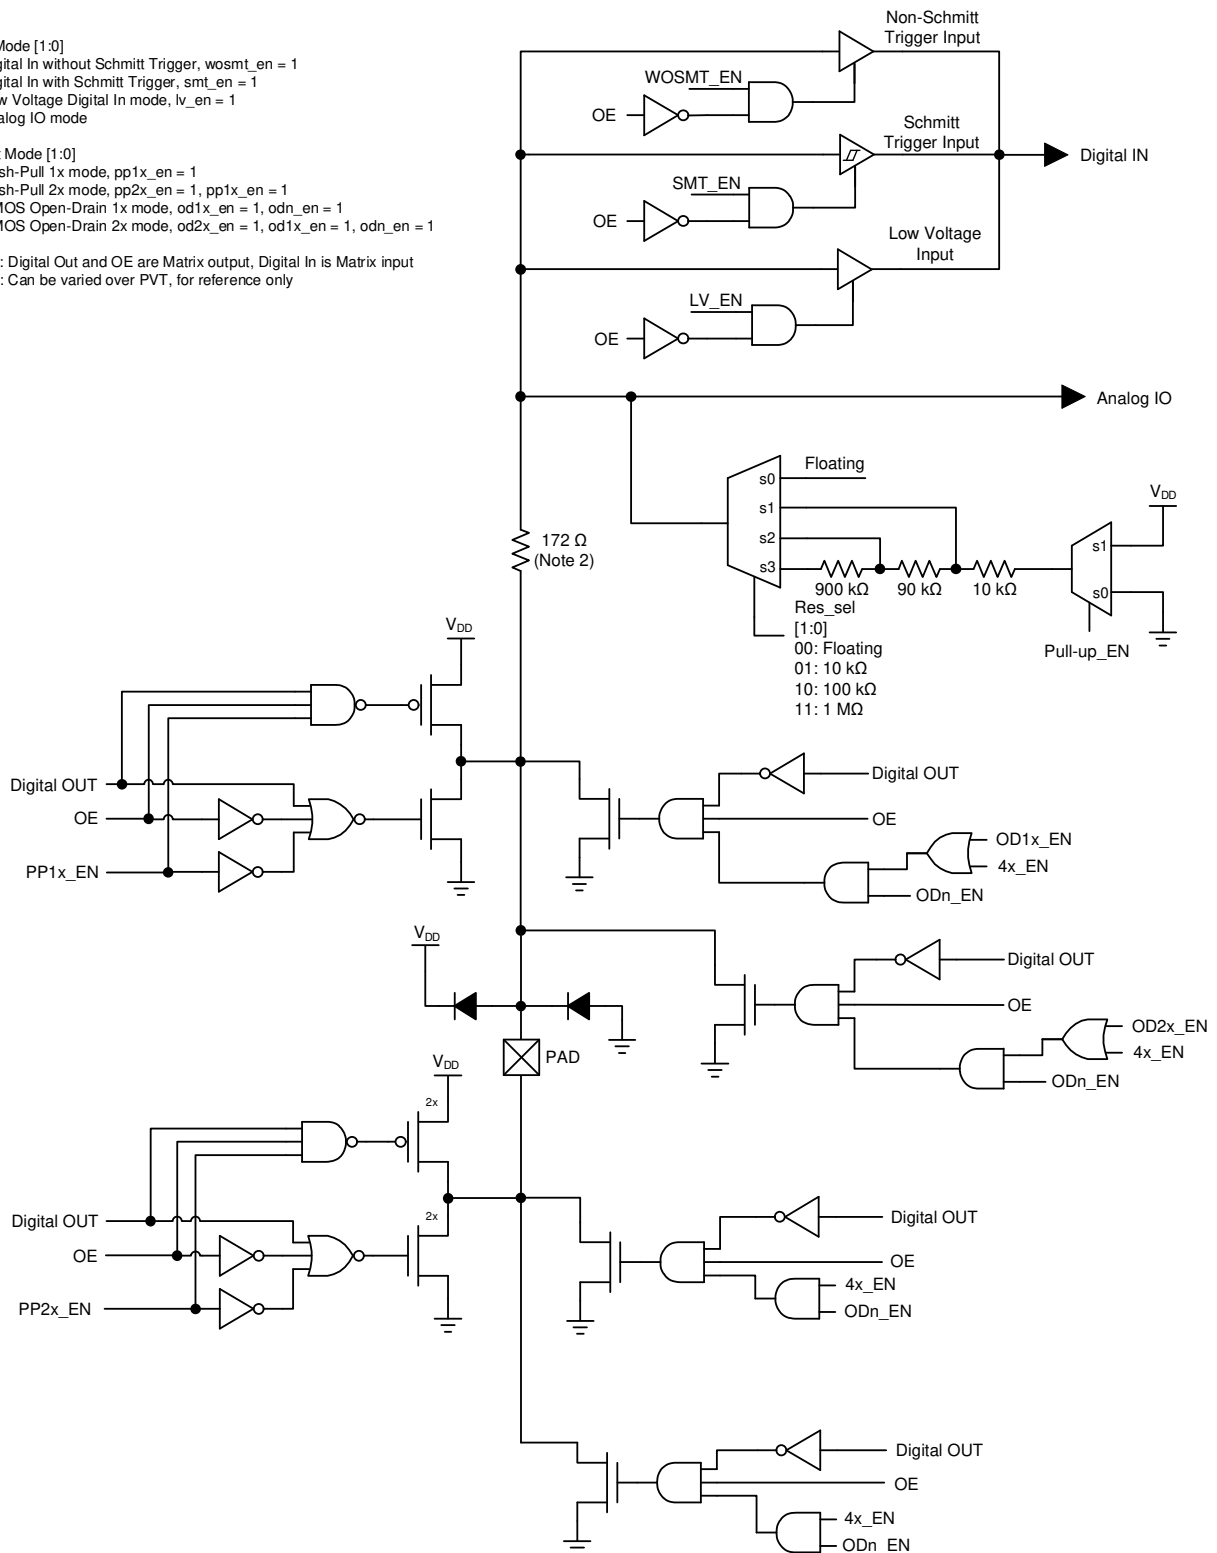 Mode [1:0]
gital In without Schmitt Trigger, wosmt_en = 1
gital In with Schmitt Trigger, smt_en = 1
w Voltage Digital In mode, lv_en = 1
alog IO mode
t Mode [1:0]
sh-Pull 1x mode, pp1x_en = 1
sh-Pull 2x mode, pp2x_en = 1, pp1x_en = 1
MOS Open-Drain 1x mode, od1x_en = 1, odn_en = 1
MOS Open-Drain 2x mode, od2x_en = 1, od1x_en = 1, odn_en = 1
: Digital Out and OE are Matrix output, Digital In is Matrix input
: Can be varied over PVT, for reference only
Non-Schmitt
Trigger Input
WOSMT_EN
OE
Schmitt
Trigger Input
Digital IN
SMT_EN
OE
Low Voltage
Input
LV_EN
OE
Analog IO
Floating
s0
s1
s2
s3
900 kΩ
90 kΩ
10 kΩ
VDD
s1
s0
Pull-up_EN
Res_sel
[1:0]
00: Floating
01: 10 kΩ
10: 100 kΩ
11: 1 MΩ
172 Ω
(Note 2)
VDD
Digital OUT
OE
PP1x_EN
Digital OUT
OE
OD1x_EN
4x_EN
ODn_EN
VDD
PAD
Digital OUT
OE
OD2x_EN
4x_EN
ODn_EN
VDD
2x
2x
Digital OUT
OE
PP2x_EN
Digital OUT
OE
4x_EN
ODn_EN
Digital OUT
OE
4x_EN
ODn_EN